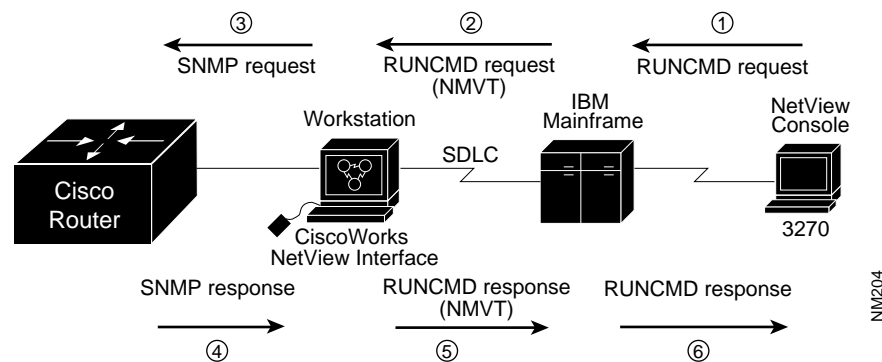 ③ ② ①
SNMP request
RUNCMD request
(NMVT)
RUNCMD request
Workstation
IBM
Mainframe
NetView
Console
SDLC
Cisco
Router
CiscoWorks
NetView Interface
3270
SNMP response
RUNCMD response
(NMVT)
RUNCMD response
④ ⑤ ⑥
NM204